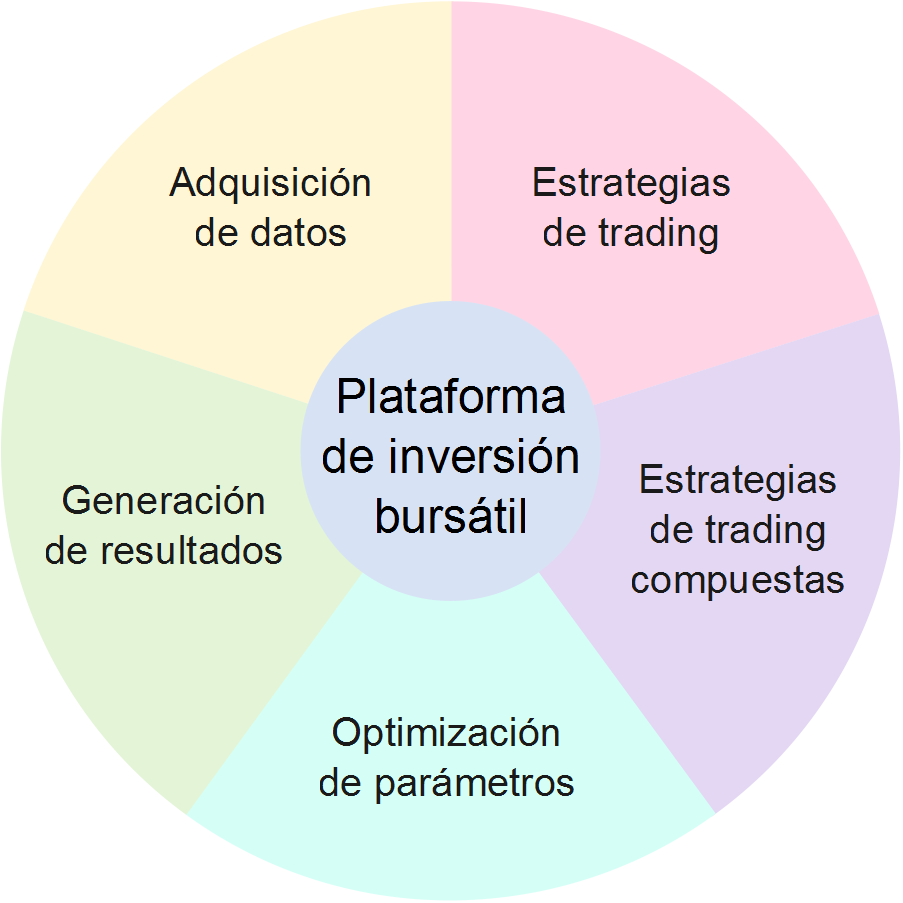 Adquisición
de datos
Estrategias
de trading
Plataforma
de inversión
bursátil
Generación
de resultados
Estrategias
de trading
compuestas
Optimización
de parámetros